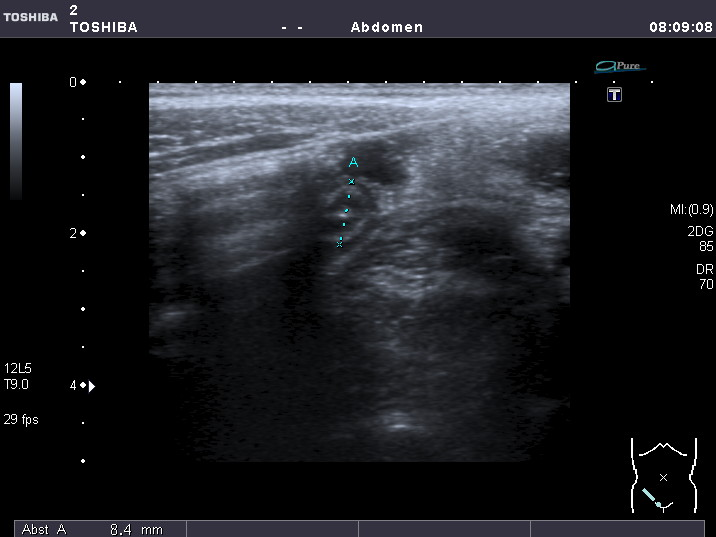 TOSHIBA
2
TOSHIBA - - Abdomen 08:09:08
0
Pure
T
A
MI:(0.9)
2
2DG
85
DR
70
12L5
T9.0
4
29 fps
Abst A 8.4 mm